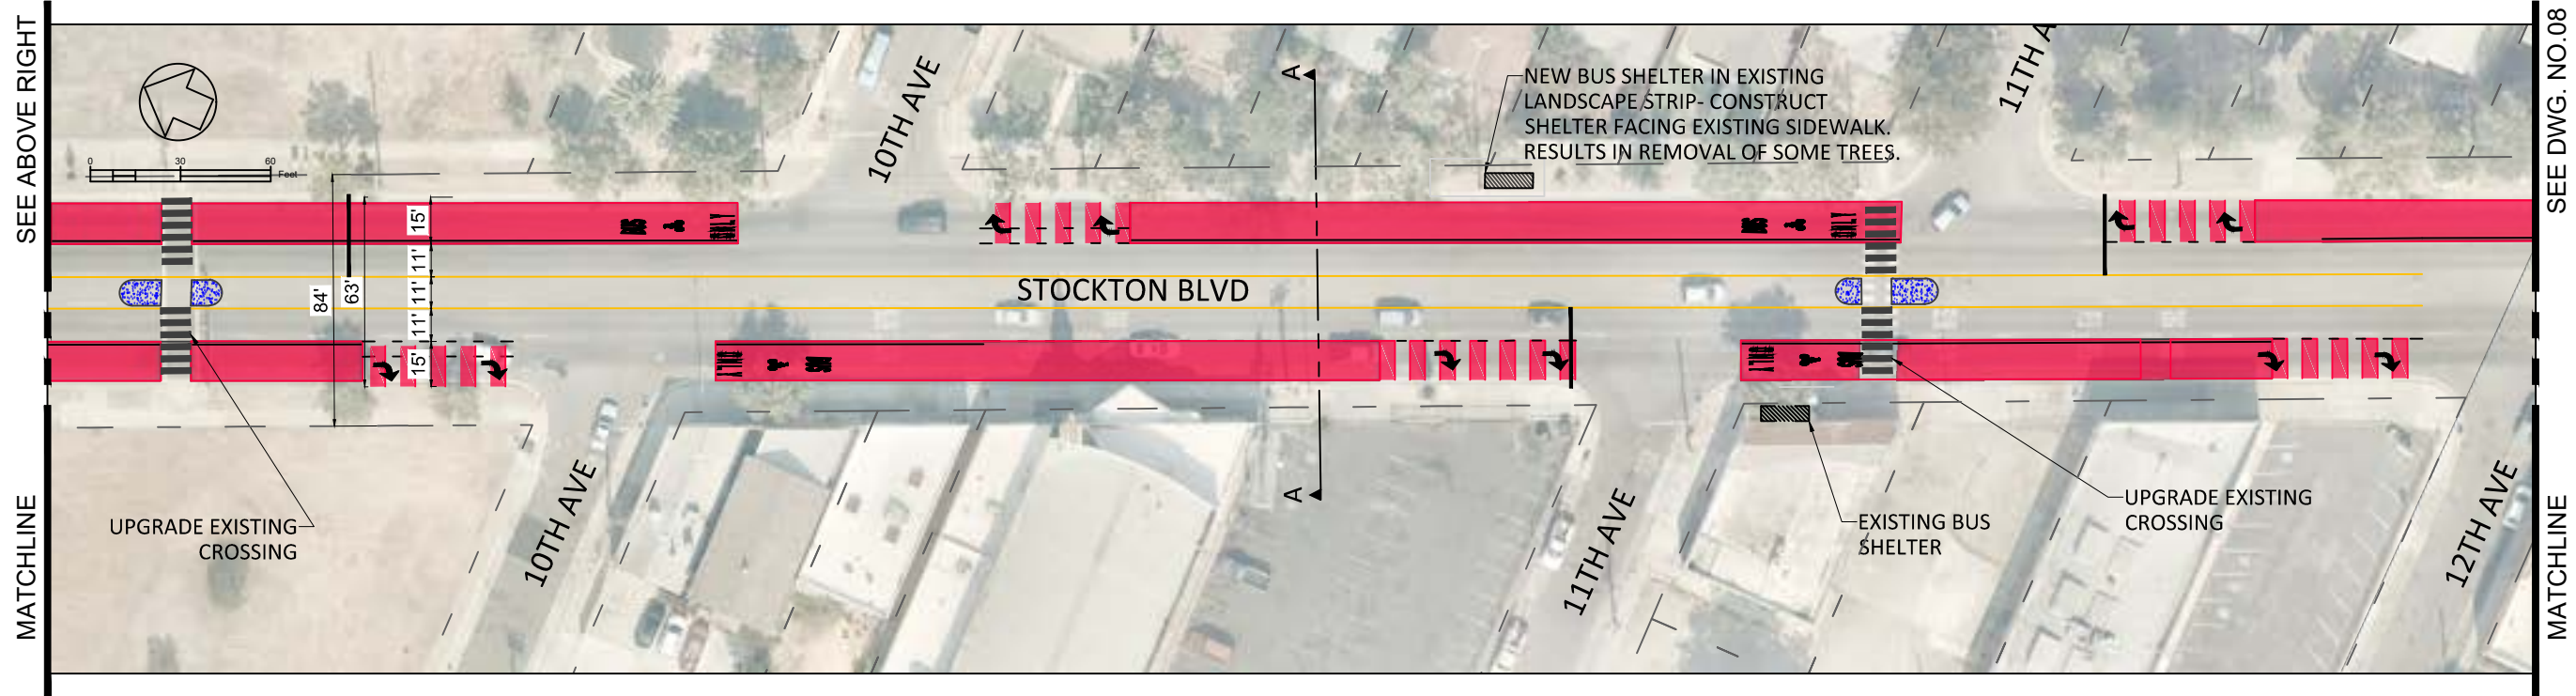 SEE ABOVE RIGHT
MATCHLINE
0 30 60
Feet
10TH AVE
A
NEW BUS SHELTER IN EXISTING
LANDSCAPE STRIP- CONSTRUCT
SHELTER FACING EXISTING SIDEWALK.
RESULTS IN REMOVAL OF SOME TREES.
11TH A
SEE DWG. NO.08
MATCHLINE
15'
11'
11'
11'
15'
63'
84'
BUS
ONLY
BUS
ONLY
STOCKTON BLVD
ONLY
BUS
ONLY
BUS
UPGRADE EXISTING
CROSSING
10TH AVE
A
11TH AVE
EXISTING BUS
SHELTER
UPGRADE EXISTING
CROSSING
12TH AVE